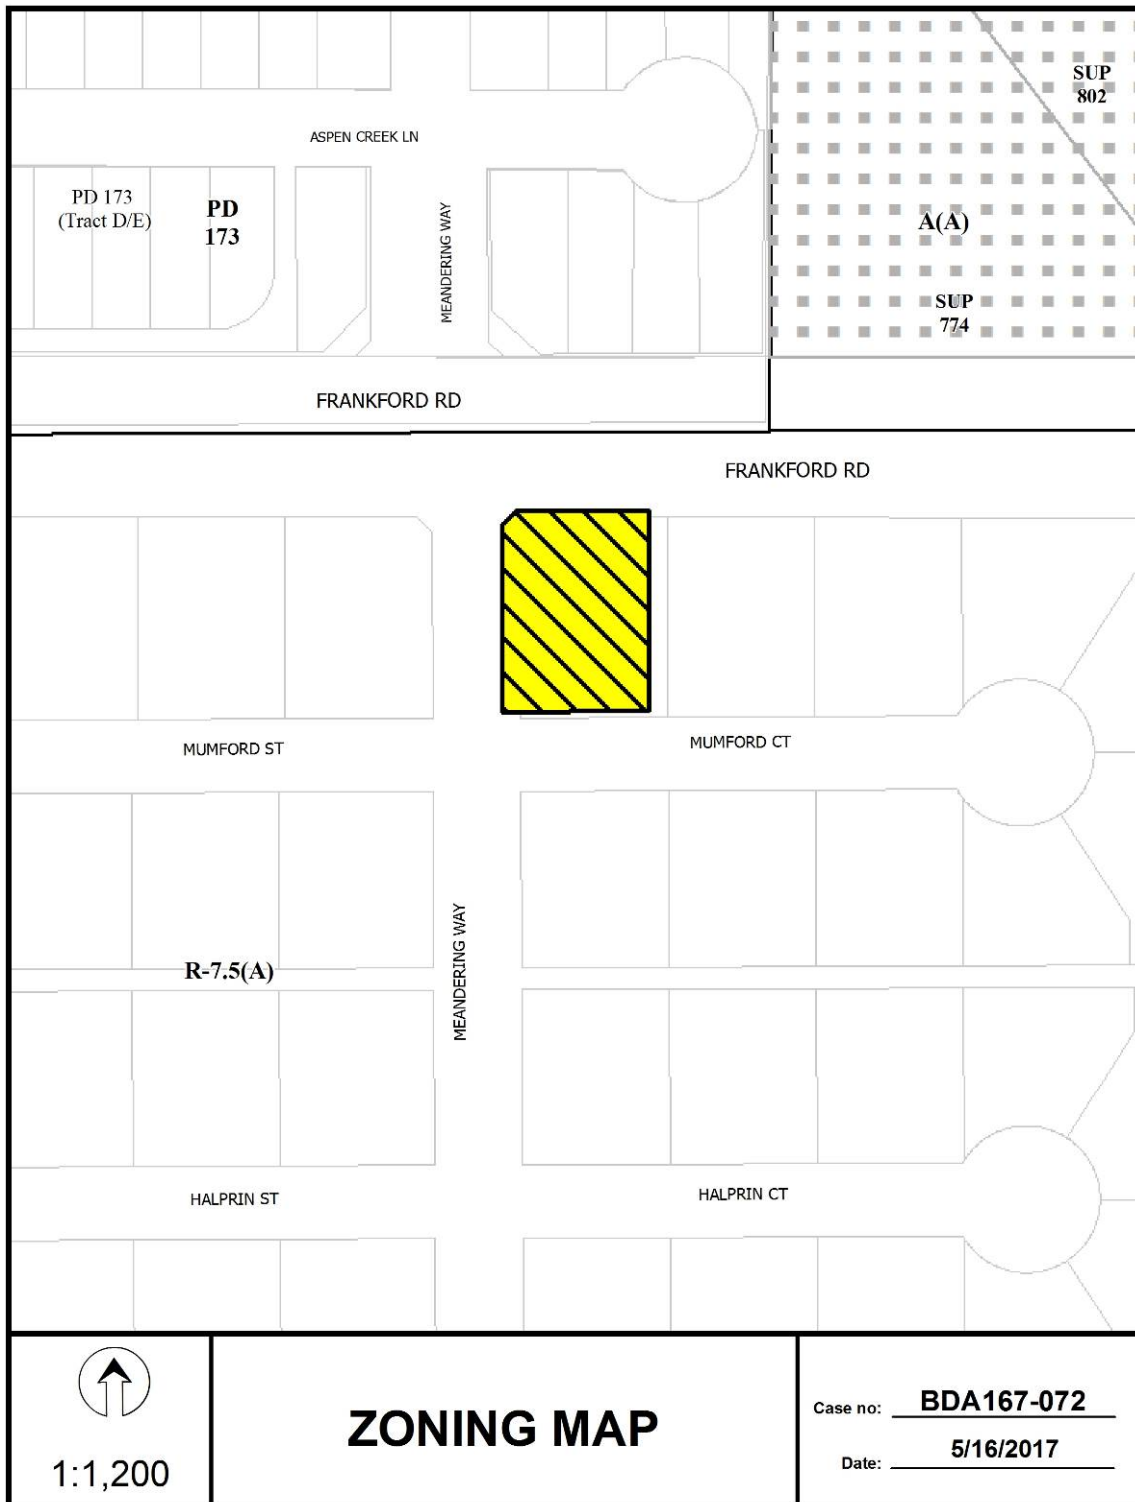 SUP
802
ASPEN CREEK LN
PD 173
(Tract D/E)
PD
173
MEANDERING WAY
A(A)
SUP
774
FRANKFORD RD
FRANKFORD RD
MUMFORD ST
MUMFORD CT
MEANDERING WAY
R-7.5(A)
HALPRIN ST
HALPRIN CT
1:1,200
ZONING MAP
Case no: BDA167-072
Date: 5/16/2017